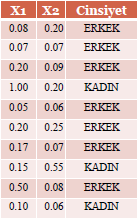 X1 X2 Cinsiyet
0.08 0.20 ERKEK
0.07 0.07 ERKEK
0.20 0.09 ERKEK
1.00 0.20 KADIN
0.05 0.06 ERKEK
0.20 0.25 ERKEK
0.17 0.07 ERKEK
0.15 0.55 KADIN
0.50 0.08 ERKEK
0.10 0.06 KADIN